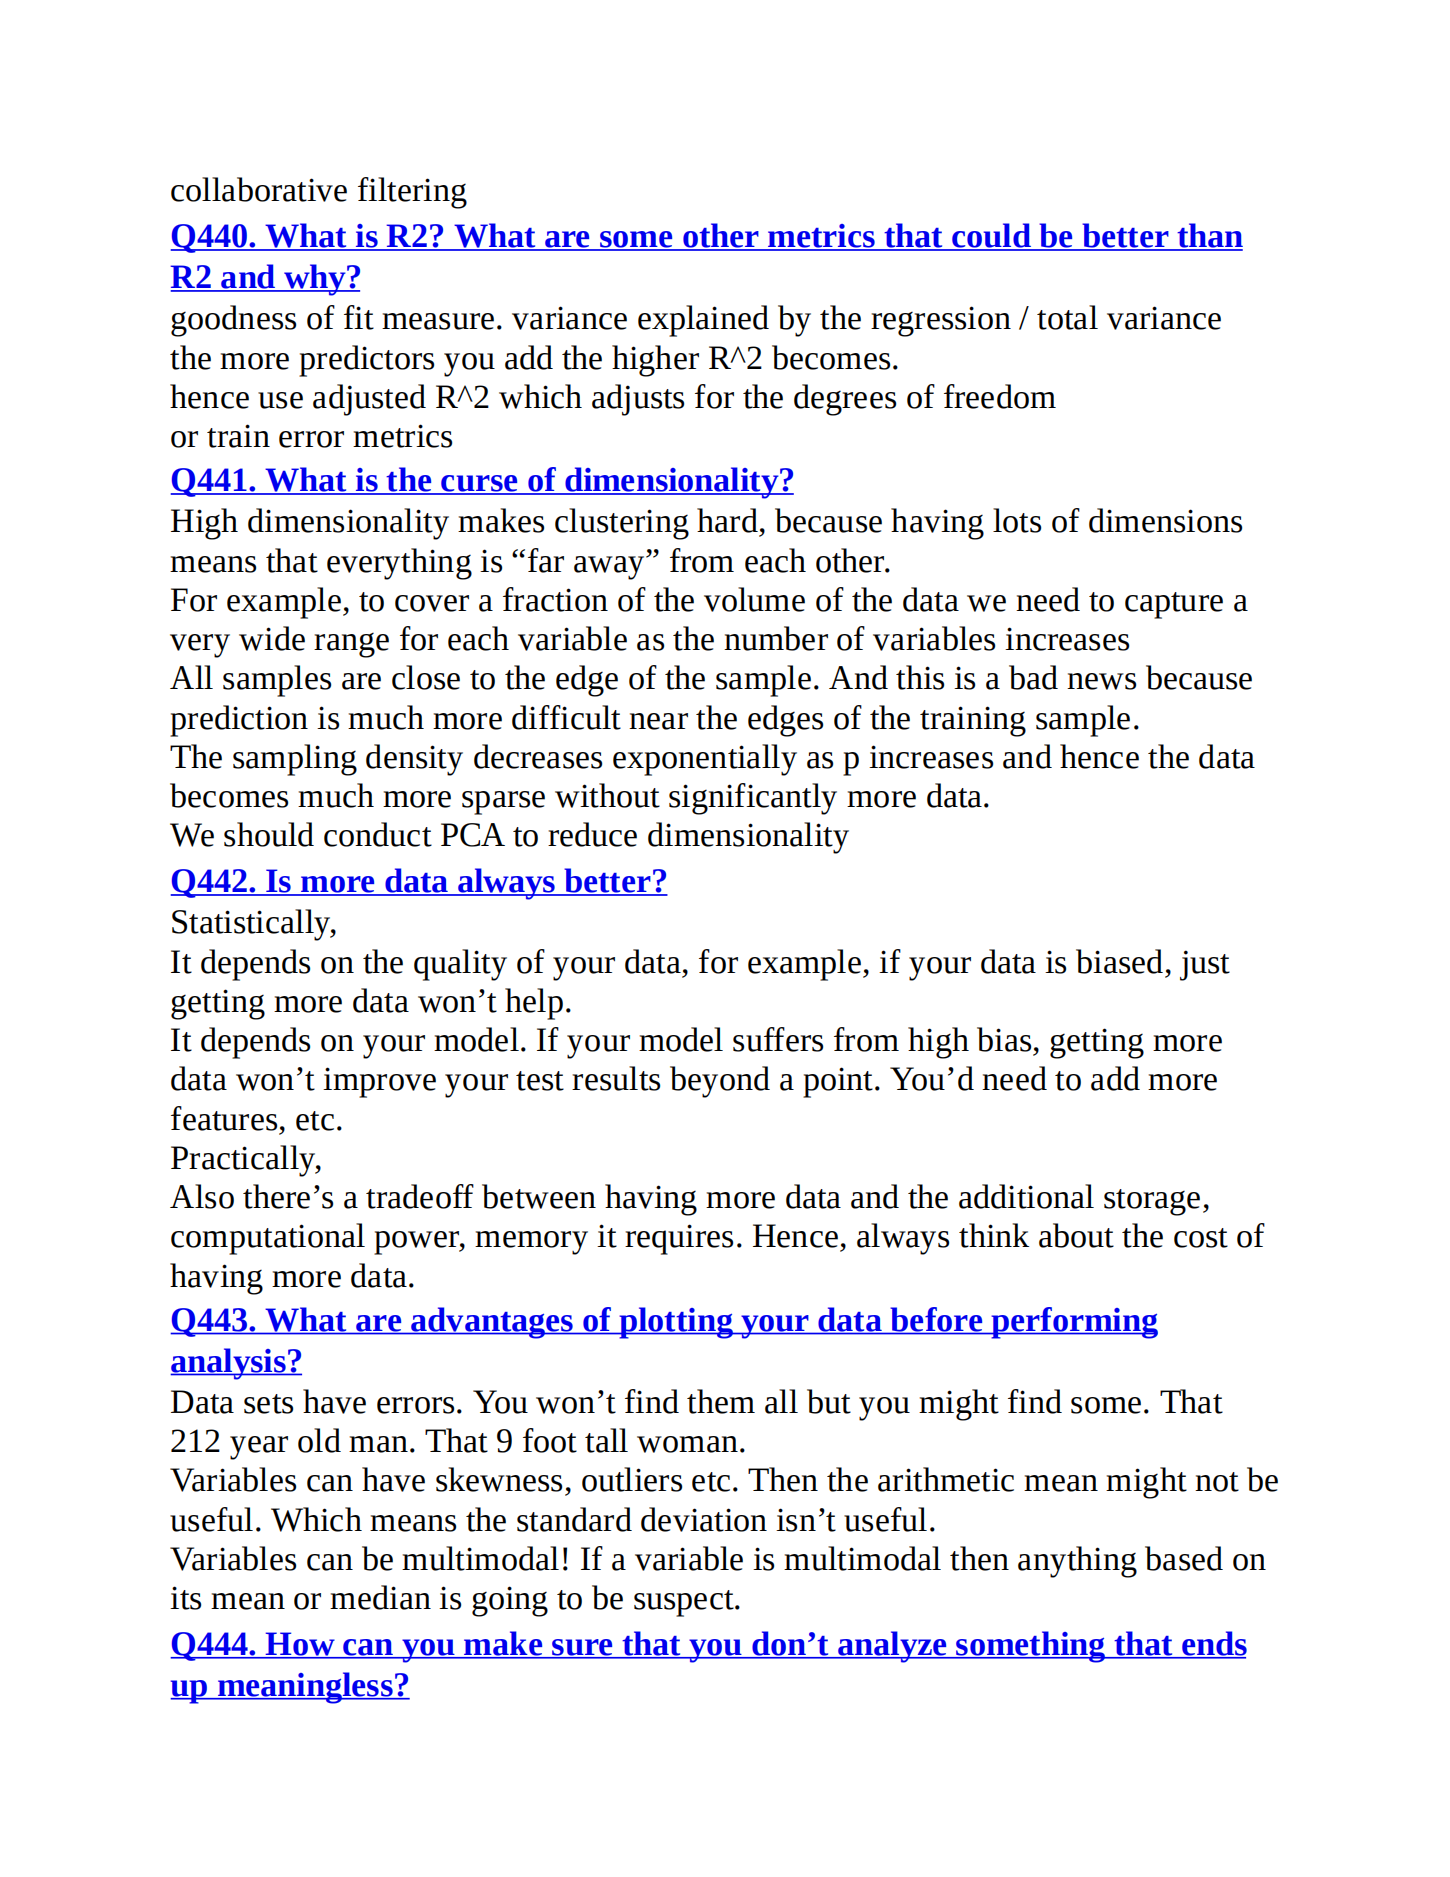 collaborative filtering
Q440. What is R2? What are some other metrics that could be better than
R2 and why?
goodness of fit measure. variance explained by the regression / total variance
the more predictors you add the higher R^2 becomes.
hence use adjusted R^2 which adjusts for the degrees of freedom
or train error metrics
Q441. What is the curse of dimensionality?
High dimensionality makes clustering hard, because having lots of dimensions
means that everything is “far away” from each other.
For example, to cover a fraction of the volume of the data we need to capture a
very wide range for each variable as the number of variables increases
All samples are close to the edge of the sample. And this is a bad news because
prediction is much more difficult near the edges of the training sample.
The sampling density decreases exponentially as p increases and hence the data
becomes much more sparse without significantly more data.
We should conduct PCA to reduce dimensionality
Q442. Is more data always better?
Statistically,
It depends on the quality of your data, for example, if your data is biased, just
getting more data won’t help.
It depends on your model. If your model suffers from high bias, getting more
data won’t improve your test results beyond a point. You’d need to add more
features, etc.
Practically,
Also there’s a tradeoff between having more data and the additional storage,
computational power, memory it requires. Hence, always think about the cost of
having more data.
Q443. What are advantages of plotting your data before performing
analysis?
Data sets have errors. You won’t find them all but you might find some. That
212 year old man. That 9 foot tall woman.
Variables can have skewness, outliers etc. Then the arithmetic mean might not be
useful. Which means the standard deviation isn’t useful.
Variables can be multimodal! If a variable is multimodal then anything based on
its mean or median is going to be suspect.
Q444. How can you make sure that you don’t analyze something that ends
up meaningless?